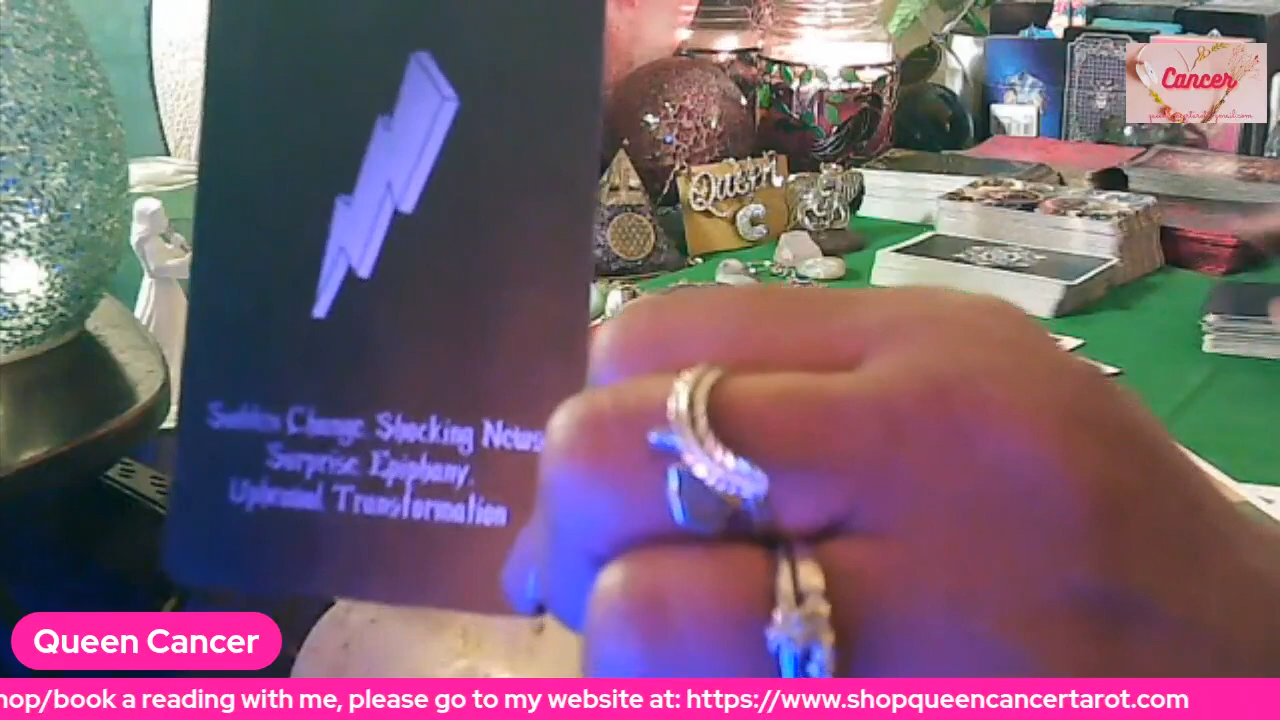 Sudden Change, Shocking News
Surprise Epiphany,
Upheaval Transformation
Queen
C
Cancer
Queen Cancer
hop/book a reading with me, please go to my website at: https://www.shopqueencancertarot.com